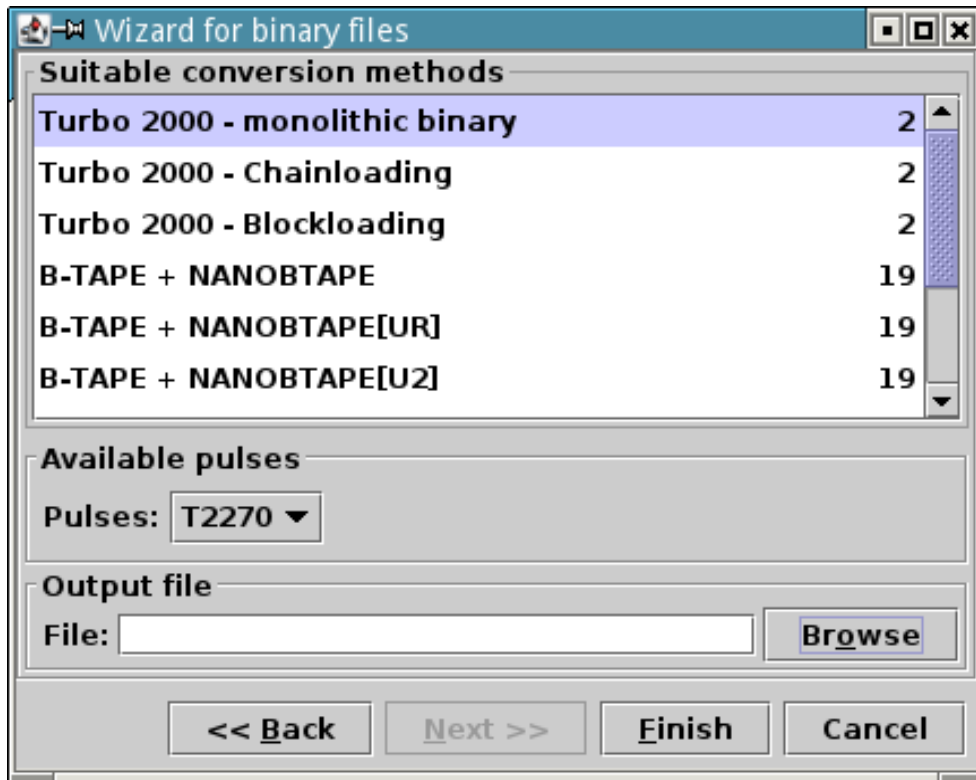 Wizard for binary files
Suitable conversion methods
Turbo 2000 - monolithic binary 2
Turbo 2000 - Chainloading 2
Turbo 2000 - Blockloading 2
B-TAPE + NANOBTAPE 19
B-TAPE + NANOBTAPE[UR] 19
B-TAPE + NANOBTAPE[U2] 19
Available pulses
Pulses: T2270
Output file
File: Browse
<< Back Next >> Finish Cancel